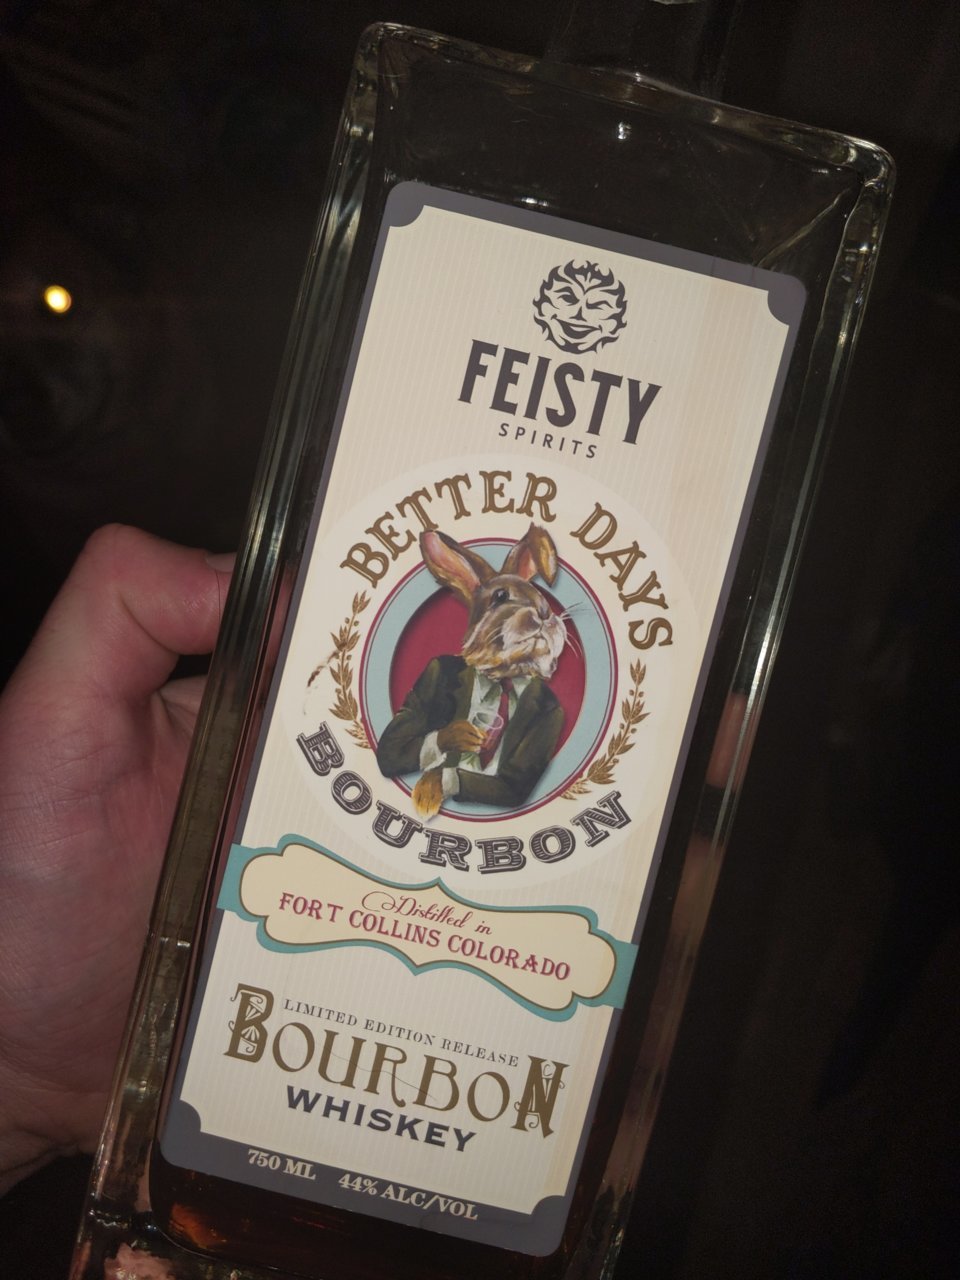 FEISTY
SPIRITS
BETTER DAYS
BOURBON
Distilled in
FORT COLLINS COLORADO
LIMITED EDITION RELEASE
BOURBON
WHISKEY
750 ML 44% ALC/VOL